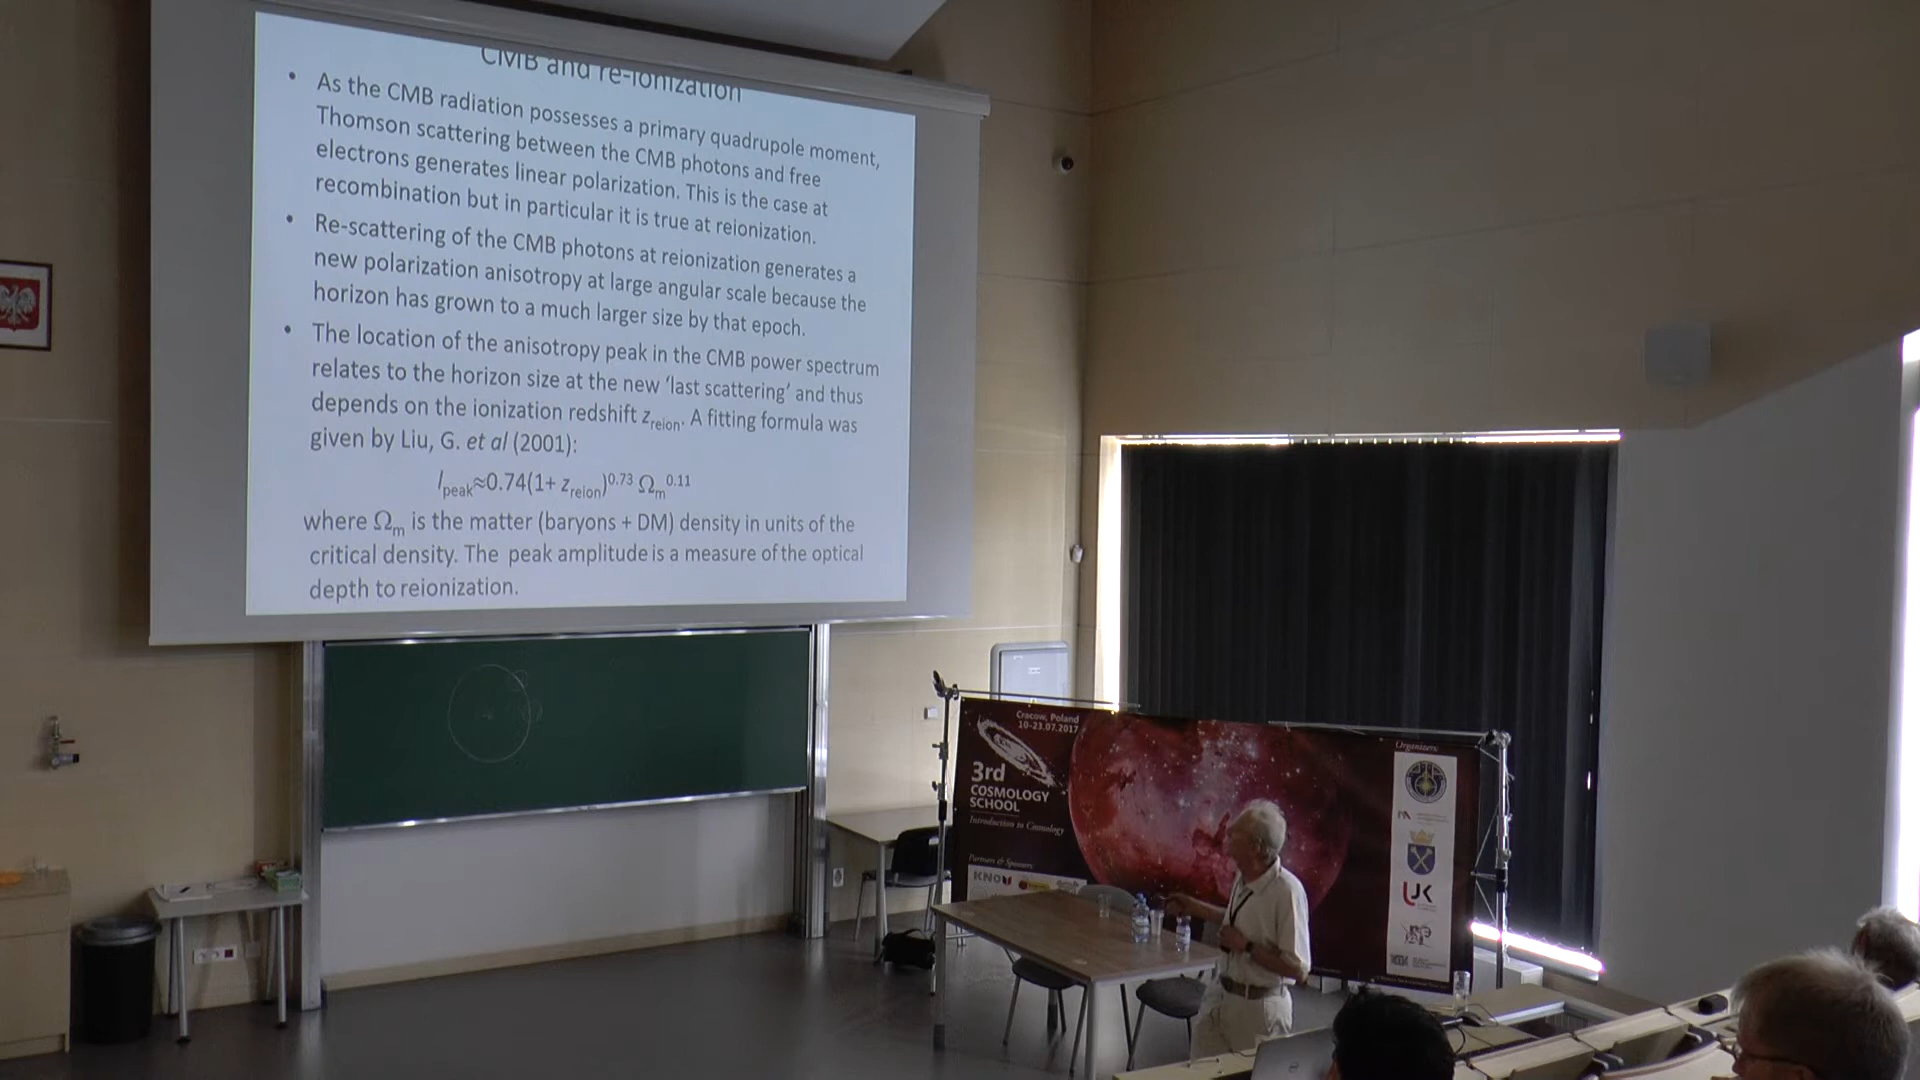 CMB and re-ionization
• As the CMB radiation possesses a primary quadrupole moment,
Thomson scattering between the CMB photons and free
electrons generates linear polarization. This is the case at
recombination but in particular it is true at reionization.
• Re-scattering of the CMB photons at reionization generates a
new polarization anisotropy at large angular scale because the
horizon has grown to a much larger size by that epoch.
• The location of the anisotropy peak in the CMB power spectrum
relates to the horizon size at the new ‘last scattering’ and thus
depends on the ionization redshift zreion. A fitting formula was
given by Liu, G. et al (2001):
lpeak≈0.74(1+ zreion)^0.73 Ωm^0.11
where Ωm is the matter (baryons + DM) density in units of the
critical density. The peak amplitude is a measure of the optical
depth to reionization.
Cracow, Poland
10-23.07.2017
3rd
COSMOLOGY
SCHOOL
Introduction to Cosmology
Partners & Sponsors:
KNOW
Organizers:
UJK